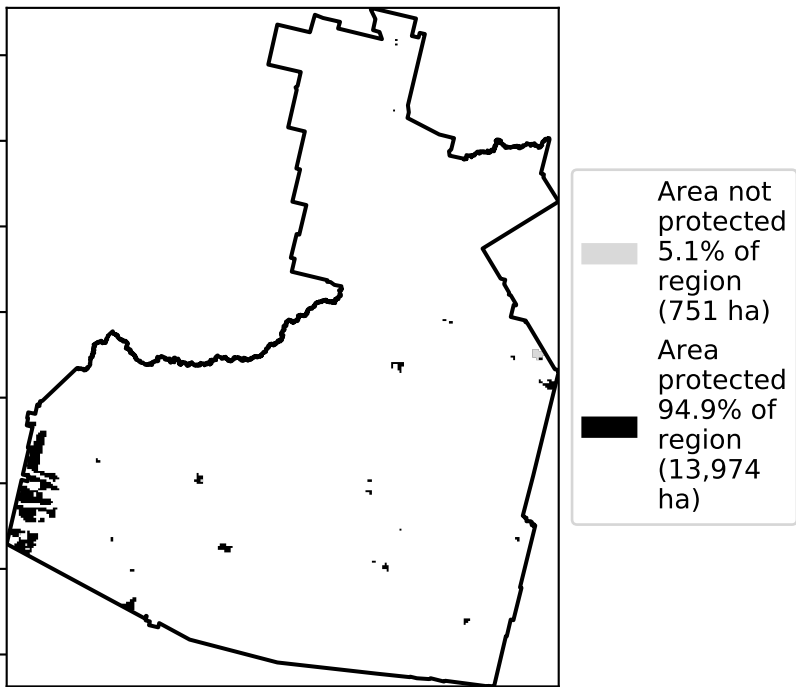 Area not
protected
5.1% of
region
(751 ha)
Area
protected
94.9% of
region
(13,974
ha)